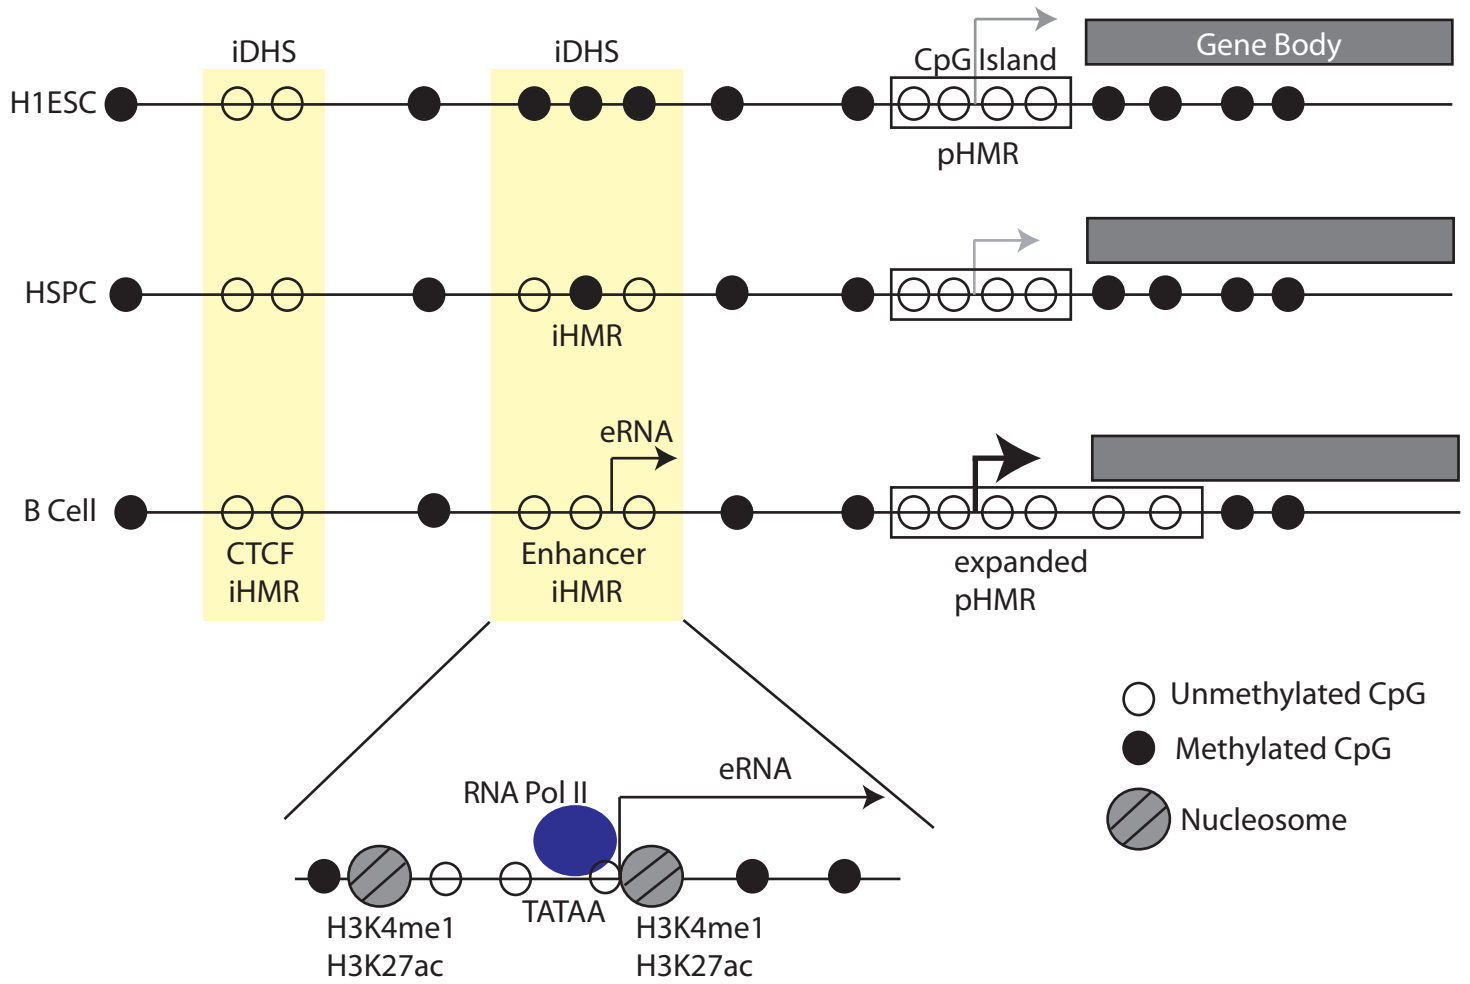 iDHS
iDHS
CpG Island
Gene Body
H1ESC
pHMR
HSPC
iHMR
eRNA
B Cell
CTCF
iHMR
Enhancer
iHMR
expanded
pHMR
Unmethylated CpG
Methylated CpG
Nucleosome
eRNA
RNA Pol II
TATAA
H3K4me1
H3K27ac
H3K4me1
H3K27ac